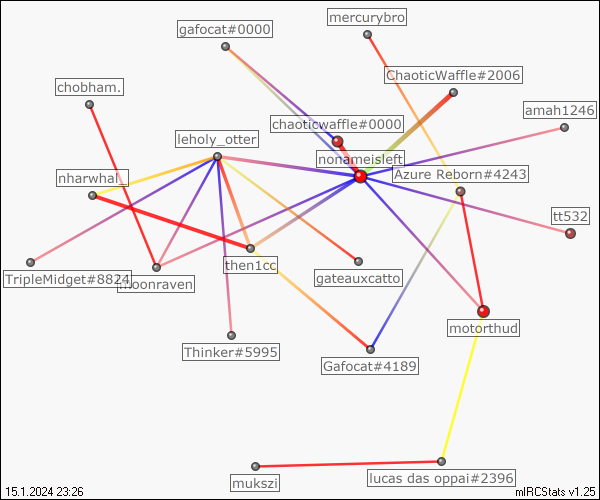 mercurybro
gafocat#0000
ChaoticWaffle#2006
chobham.
amah1246
chaoticwaffle#0000
leholy_otter
nonameisleft
Azure Reborn#4243
nharwhal_
tt532
then1cc
TripleMidget#8824
moonraven
gateauxcatto
motorthud
Thinker#5995
Gafocat#4189
lucas das oppai#2396
mukszi
15.1.2024 23:26
mIRCStats v1.25